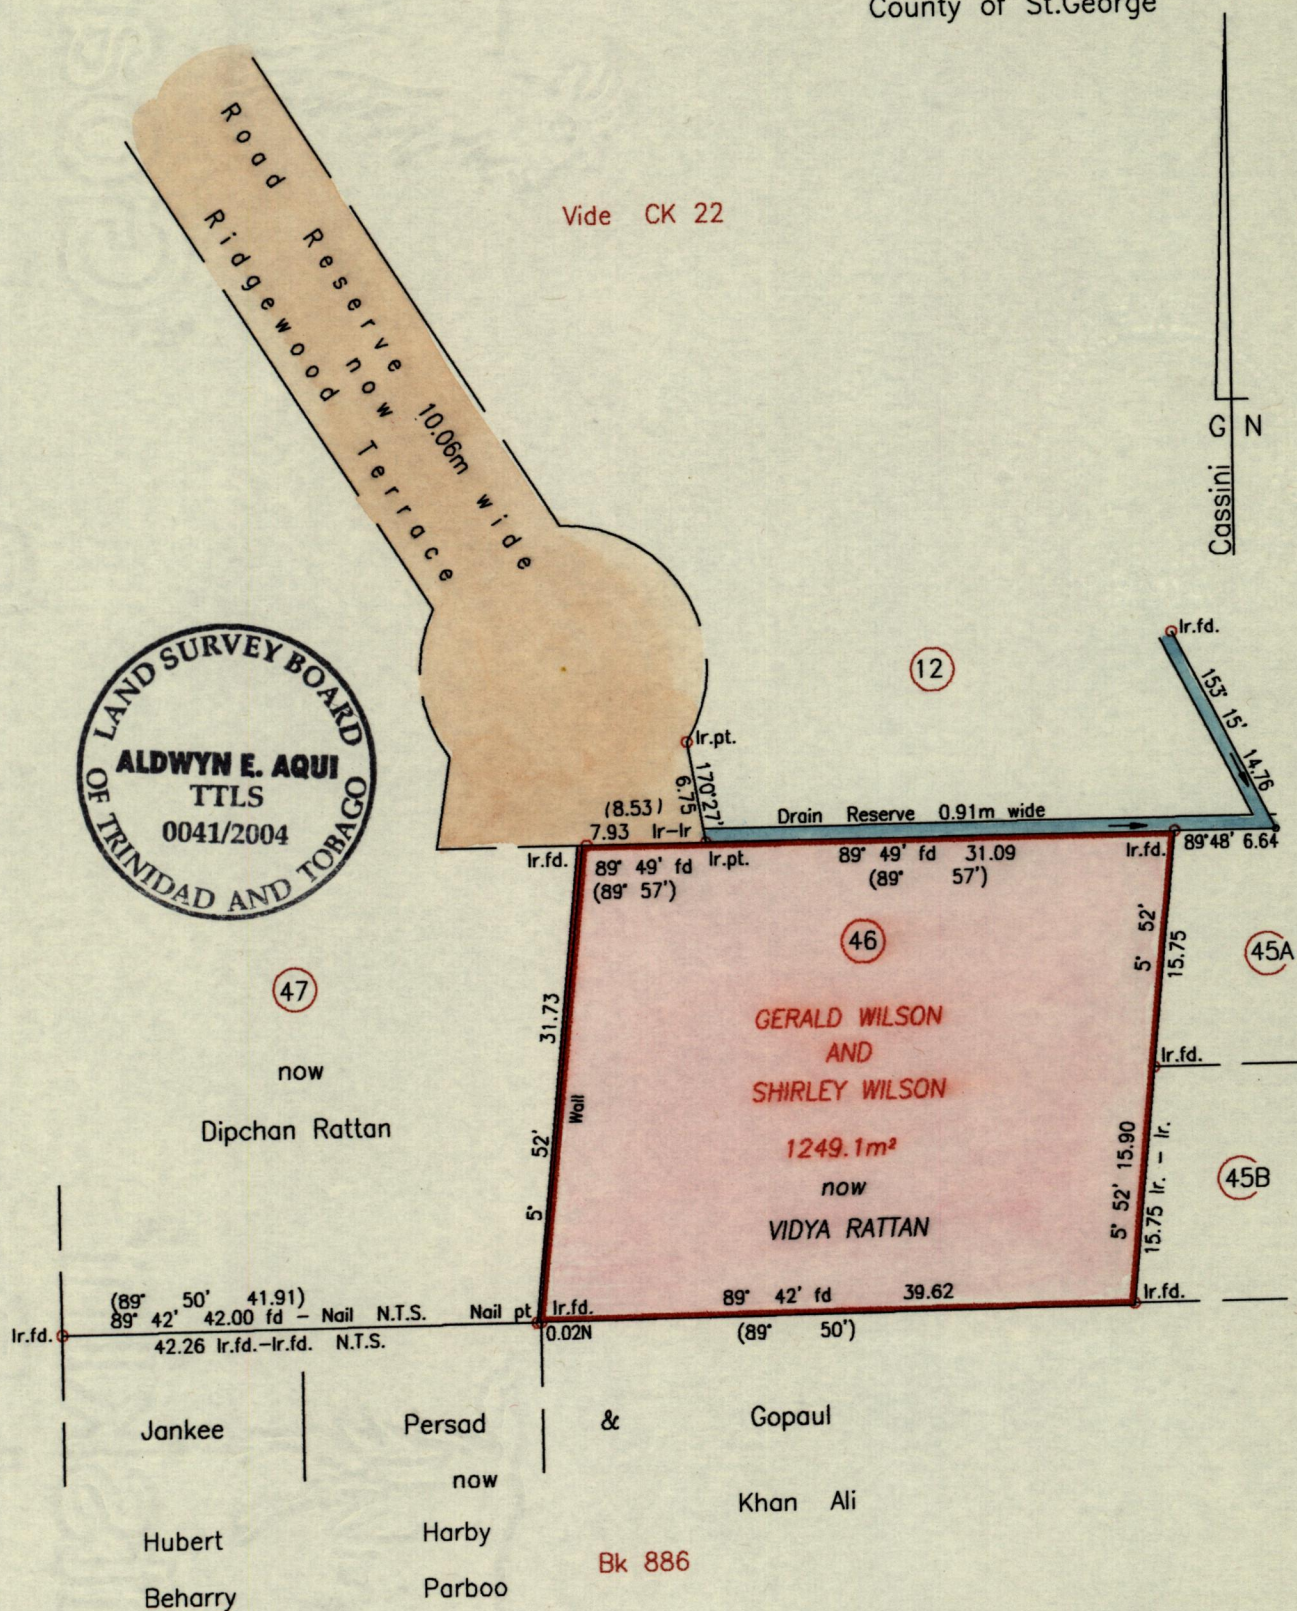 County of St.George
Road Reserve 10.06m wide
now
Ridgewood Terrace
Vide CK 22
G N
Cassini
LAND SURVEY BOARD
OF TRINIDAD AND TOBAGO
ALDWYN E. AQUI
TTLS
0041/2004
12
Ir.fd.
153° 15'
14.76
Ir.pt.
170°27'
6.75
(8.53)
7.93 Ir-Ir
Drain Reserve 0.91m wide
89°48' 6.64
Ir.fd.
89° 49' fd
(89° 57')
Ir.pt.
89° 49' fd 31.09
(89° 57')
Ir.fd.
46
GERALD WILSON
AND
SHIRLEY WILSON
1249.1m²
now
VIDYA RATTAN
5° 52'
15.75
45A
Ir.fd.
5° 52' 15.90
15.75 Ir. – Ir.
45B
Ir.fd.
47
now
Dipchan Rattan
5° 52' 31.73
Wall
89° 42' fd 39.62
(89° 50')
(89° 50' 41.91)
89° 42' 42.00 fd – Nail N.T.S. Nail pt
Ir.fd.
0.02N
Ir.fd.
42.26 Ir.fd.–Ir.fd. N.T.S.
Jankee Persad & Gopaul
now
Khan Ali
Hubert Harby
Beharry Parboo
Bk 886